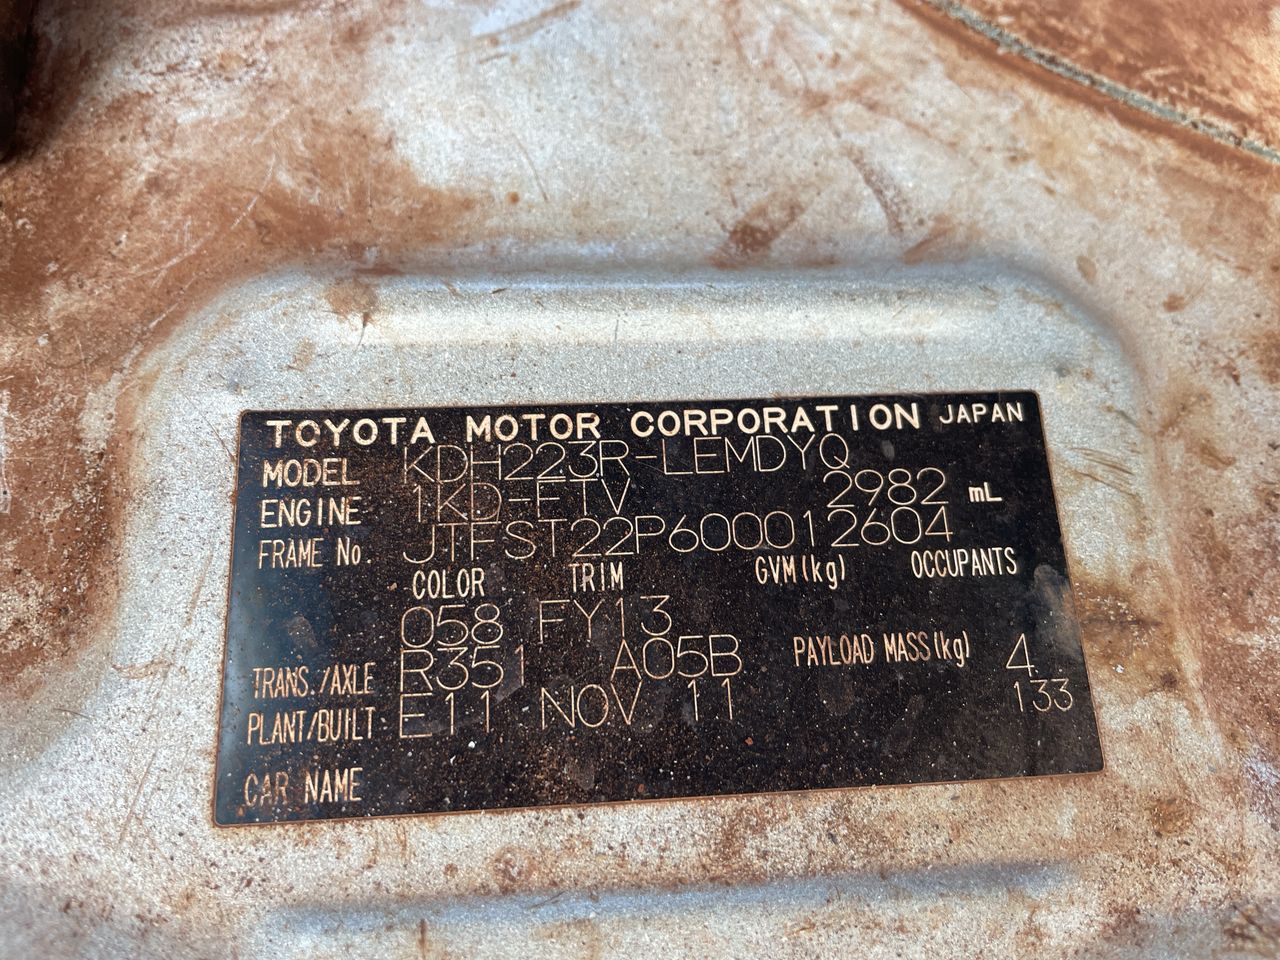 TOYOTA MOTOR CORPORATION JAPAN
MODEL KDH223R-LEMDYQ
ENGINE 1KD-FTV 2982 mL
FRAME No. JTFST22P600012604
COLOR TRIM GVM(kg) OCCUPANTS
058 FY13
TRANS./AXLE R351 A05B PAYLOAD MASS(kg) 4
PLANT/BUILT E11 NOV 11 133
CAR NAME